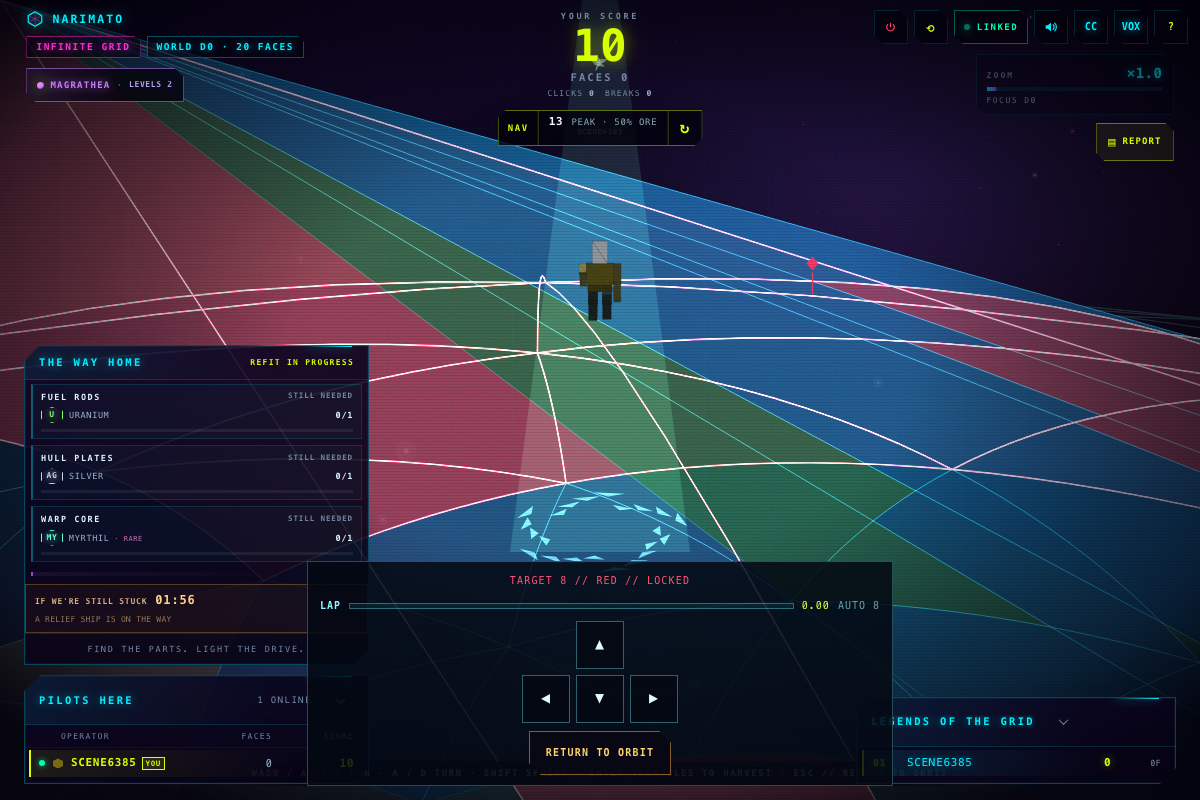 NARIMATO
INFINITE GRID
WORLD D0 · 20 FACES
MAGRATHEA · LEVELS 2
YOUR SCORE
10
FACES 0
CLICKS 0 BREAKS 0
NAV
13 PEAK · 50% ORE
SCENE6385
↻
LINKED
CC
VOX
?
ZOOM ×1.0
FOCUS D0
REPORT
THE WAY HOME
REFIT IN PROGRESS
FUEL RODS STILL NEEDED
U URANIUM 0/1
HULL PLATES STILL NEEDED
AG SILVER 0/1
WARP CORE STILL NEEDED
MY MYRTHIL · RARE 0/1
IF WE'RE STILL STUCK 01:56
A RELIEF SHIP IS ON THE WAY
FIND THE PARTS. LIGHT THE DRIVE.
TARGET 8 // RED // LOCKED
LAP 0.00 AUTO 8
▲
◀ ▼ ▶
RETURN TO ORBIT
PILOTS HERE
1 ONLINE
OPERATOR FACES SCORE
SCENE6385 YOU 0 10
LEGENDS OF THE GRID
01 SCENE6385 0 0F